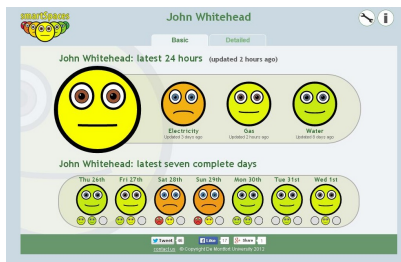 smartSpaces
John Whitehead
Basic Detailed
John Whitehead: latest 24 hours (updated 2 hours ago)
Electricity Gas Water
Updated 3 days ago Updated 2 hours ago Updated 8 days ago
John Whitehead: latest seven complete days
Thu 26th Fri 27th Sat 28th Sun 29th Mon 30th Tue 31st Wed 1st
Tweet Like Share
contact us © Copyright De Montfort University 2012